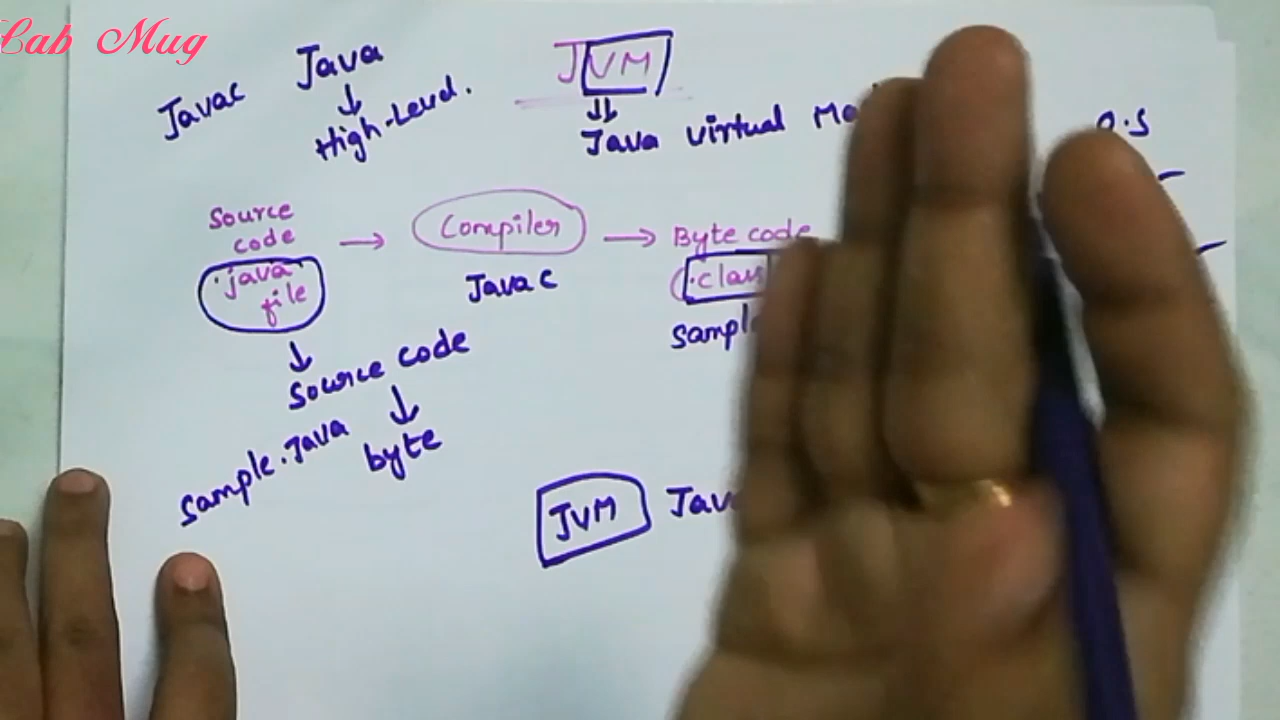 Lab Mug
Java
JVM
Javac
High-Level.
Java Virtual
O.S
Source
code
Compiler
Byte code
.java
file
Javac
.class
Source code
Sample.Java
byte
JVM